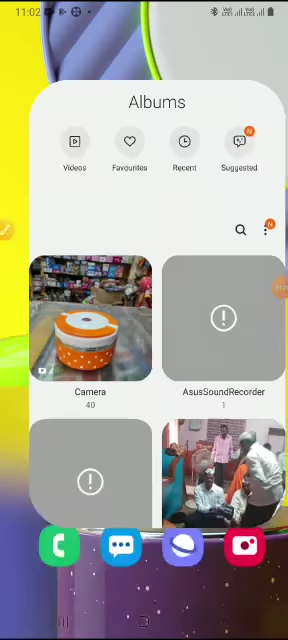 11:02
Albums
Videos
Favourites
Recent
N
Suggested
N
Camera
40
AsusSoundRecorder
1